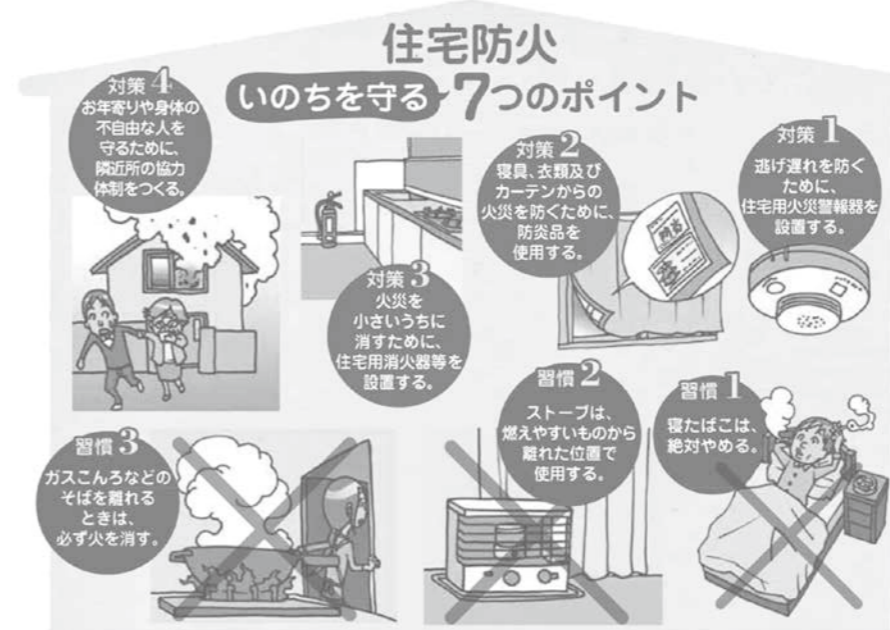 住宅防火
いのちを守る 7つのポイント
対策1
逃げ遅れを防ぐ
ために、
住宅用火災警報器を
設置する。
対策2
寝具、衣類及び
カーテンからの
火災を防ぐために、
防炎品を
使用する。
防炎
対策3
火災を
小さいうちに
消すために、
住宅用消火器等を
設置する。
対策4
お年寄りや身体の
不自由な人を
守るために、
隣近所の協力
体制をつくる。
習慣1
寝たばこは、
絶対やめる。
習慣2
ストーブは、
燃えやすいものから
離れた位置で
使用する。
習慣3
ガスこんろなどの
そばを離れる
ときは、
必ず火を消す。